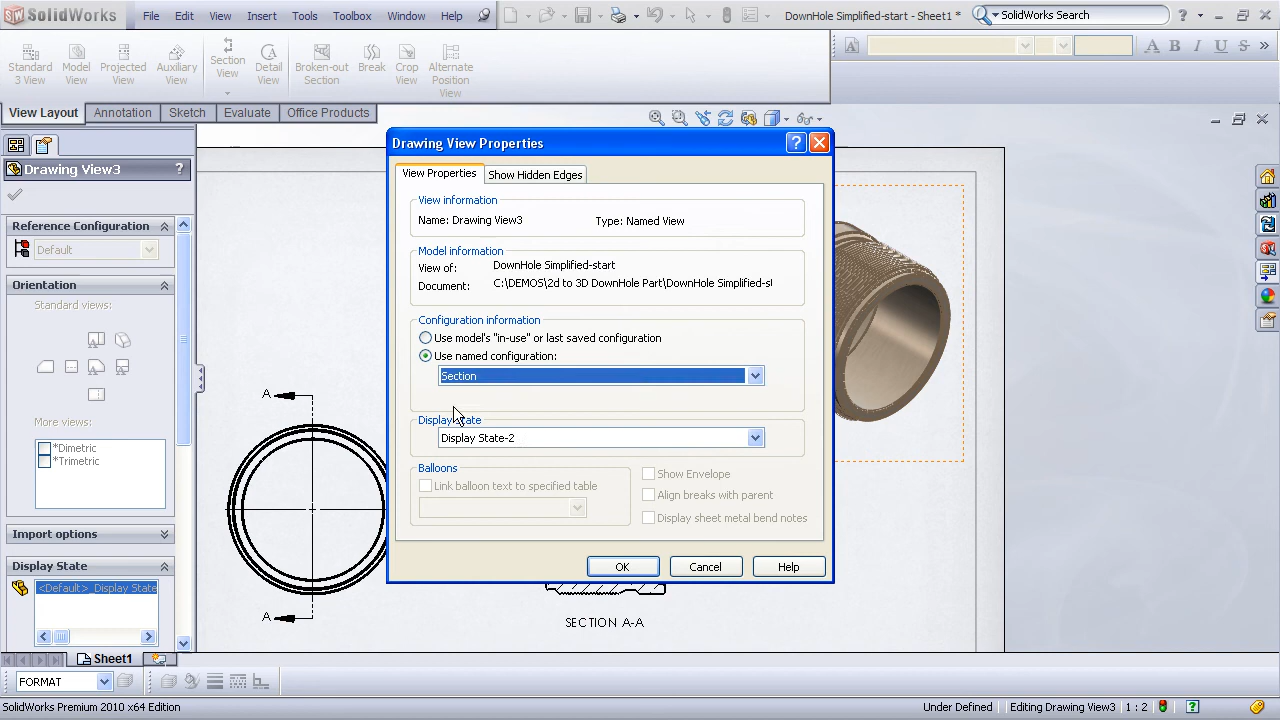 SolidWorks File Edit View Insert Tools Toolbox Window Help DownHole Simplified-start - Sheet1 * SolidWorks Search
Standard 3 View
Model View
Projected View
Auxiliary View
Section View
Detail View
Broken-out Section
Break
Crop View
Alternate Position View
A B I U S
View Layout Annotation Sketch Evaluate Office Products
Drawing View3 ?
Reference Configuration
Default
Orientation
Standard views:
More views:
*Dimetric
*Trimetric
Import options
Display State
<Default>_Display State
Drawing View Properties
View Properties Show Hidden Edges
View information
Name: Drawing View3 Type: Named View
Model information
View of: DownHole Simplified-start
Document: C:\DEMOS\2d to 3D DownHole Part\DownHole Simplified-st
Configuration information
Use model's "in-use" or last saved configuration
Use named configuration:
Section
Display State
Display State-2
Balloons
Link balloon text to specified table
Show Envelope
Align breaks with parent
Display sheet metal bend notes
OK Cancel Help
A
A
SECTION A-A
Sheet1
FORMAT
SolidWorks Premium 2010 x64 Edition Under Defined Editing Drawing View3 1 : 2